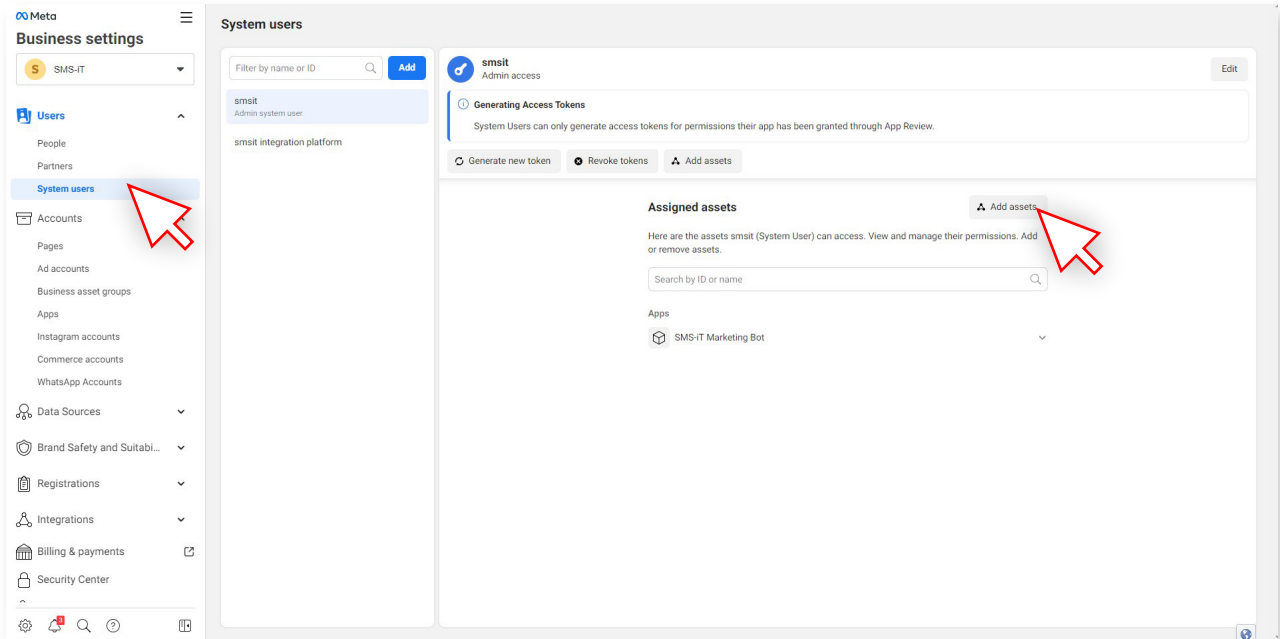 Meta
Business settings
S SMS-iT
Users
People
Partners
System users
Accounts
Pages
Ad accounts
Business asset groups
Apps
Instagram accounts
Commerce accounts
WhatsApp Accounts
Data Sources
Brand Safety and Suitabi...
Registrations
Integrations
Billing & payments
Security Center
3
System users
Filter by name or ID
Add
smsit
Admin system user
smsit integration platform
smsit
Admin access
Edit
Generating Access Tokens
System Users can only generate access tokens for permissions their app has been granted through App Review.
Generate new token Revoke tokens Add assets
Assigned assets
Add assets
Here are the assets smsit (System User) can access. View and manage their permissions. Add
or remove assets.
Search by ID or name
Apps
SMS-iT Marketing Bot